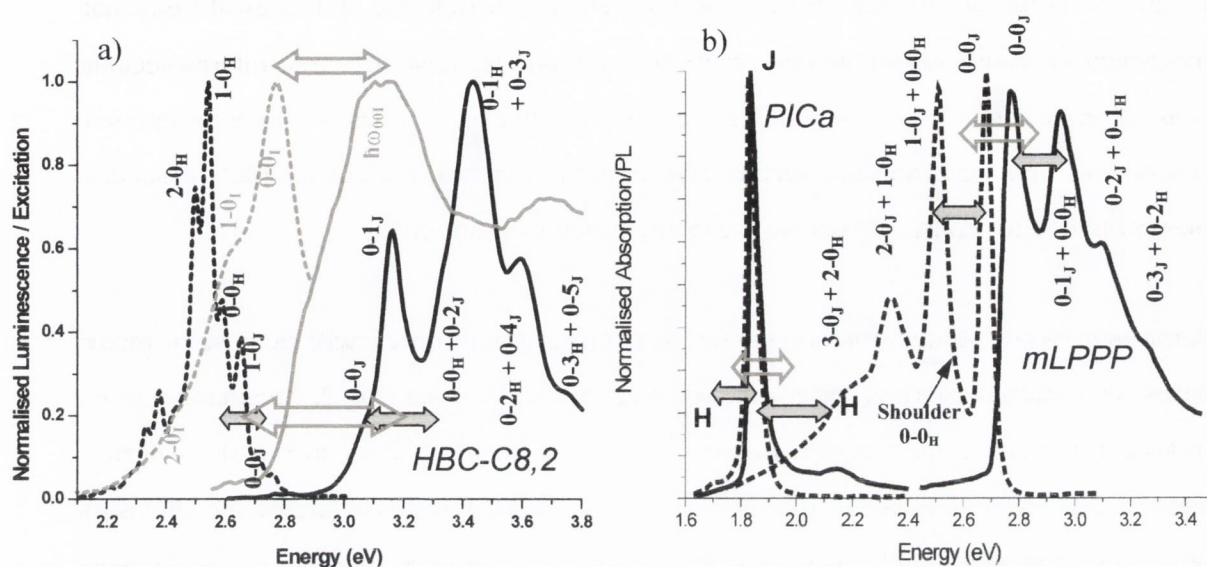 a)
1.0
0.8
0.6
0.4
0.2
0.0
Normalised Luminescence / Excitation
2.2 2.4 2.6 2.8 3.0 3.2 3.4 3.6 3.8
Energy (eV)
2-0H
1-0H
0-0H
1-0J
0-0J
2-0I
1-0I
0-0I
ħω001
0-0J
0-1J
0-0H +0-2J
0-1H
+ 0-3J
0-2H + 0-4J
0-3H + 0-5J
HBC-C8,2
b)
Normalised Absorption/PL
1.6 1.8 2.0 2.2 2.4 2.6 2.8 3.0 3.2 3.4
Energy (eV)
J
PICa
H
H
3-0J + 2-0H
2-0J + 1-0H
1-0J + 0-0H
0-0J
0-0J
Shoulder
0-0H
0-1J + 0-0H
0-2J + 0-1H
0-3J + 0-2H
mLPPP